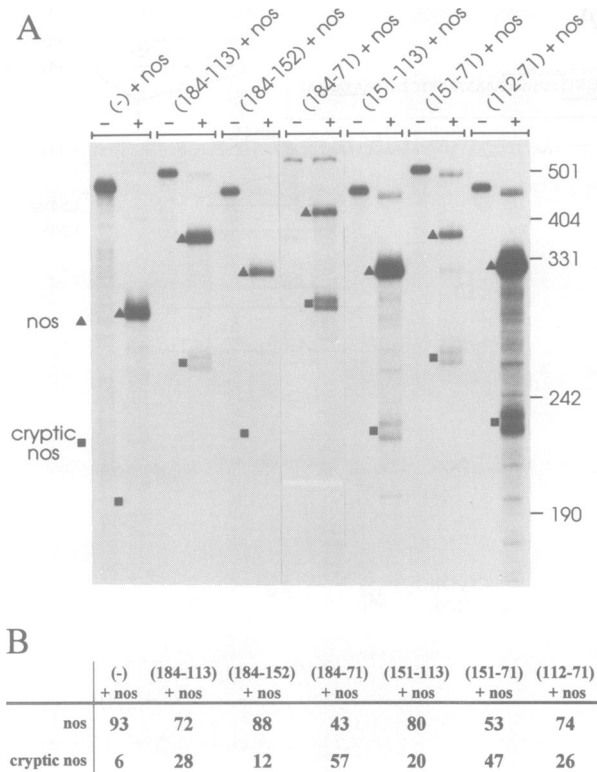 A
(-) + nos
(184-113) + nos
(184-152) + nos
(184-71) + nos
(151-113) + nos
(151-71) + nos
(112-71) + nos
− + − + − + − + − + − + − +
501
404
331
nos
242
cryptic
nos
190
B
(-) (184-113) (184-152) (184-71) (151-113) (151-71) (112-71)
+ nos + nos + nos + nos + nos + nos + nos
nos 93 72 88 43 80 53 74
cryptic nos 6 28 12 57 20 47 26